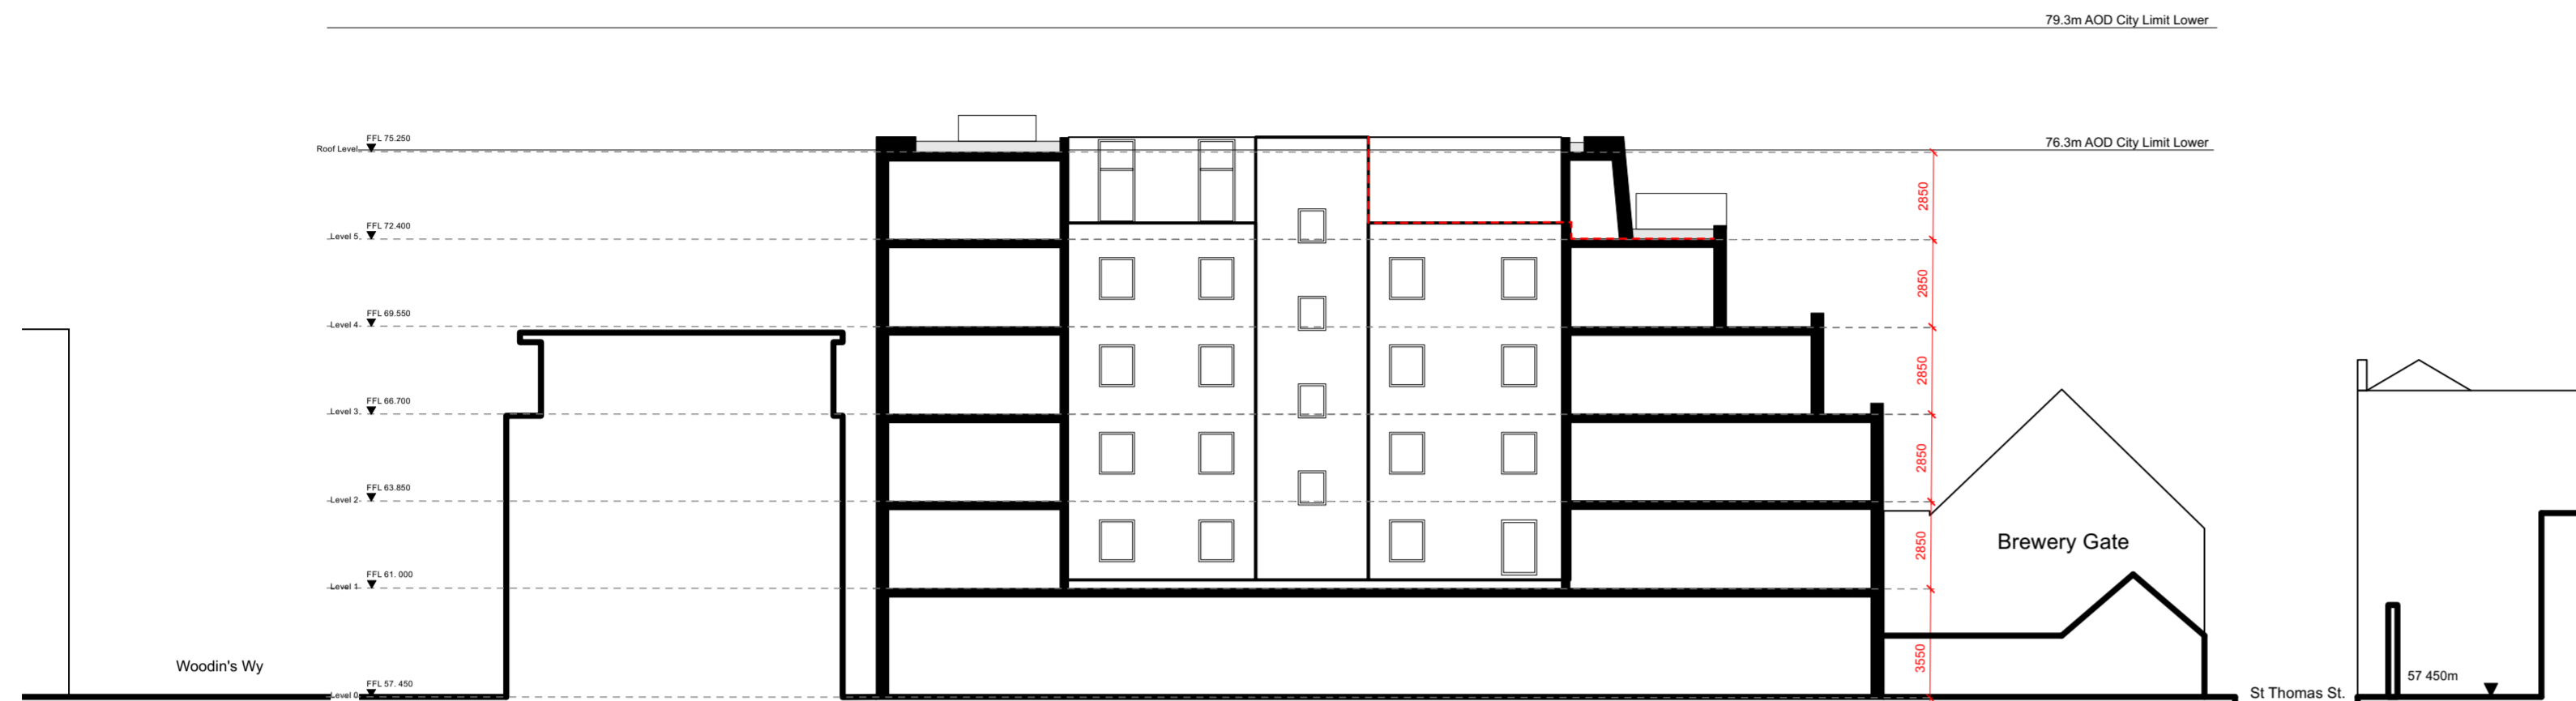 79.3m AOD City Limit Lower
FFL 75.250
Roof Level
76.3m AOD City Limit Lower
2850
FFL 72.400
Level 5
2850
FFL 69.550
Level 4
2850
FFL 66.700
Level 3
2850
FFL 63.850
Level 2
Brewery Gate
2850
FFL 61. 000
Level 1
3550
Woodin's Wy
57 450m
FFL 57. 450
Level 0
St Thomas St.